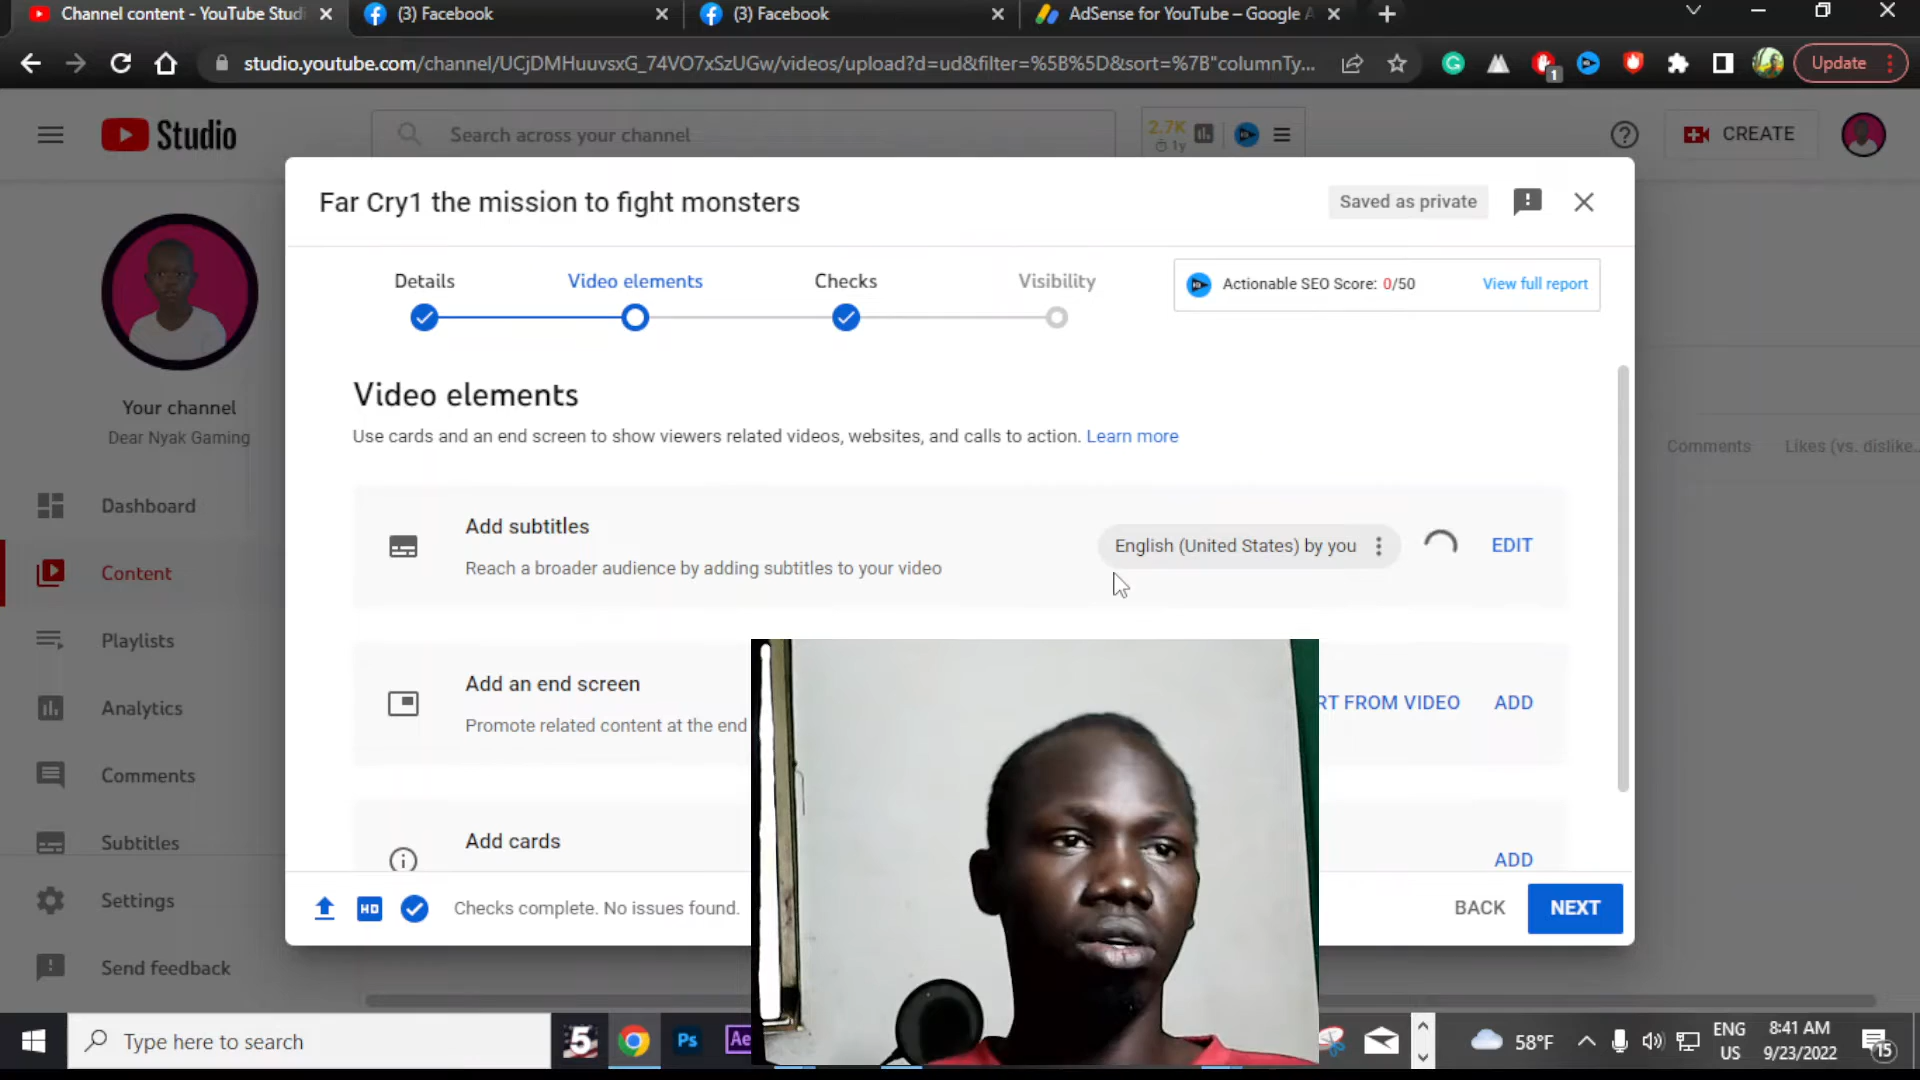 Channel content - YouTube Studi
(3) Facebook
(3) Facebook
AdSense for YouTube – Google A
studio.youtube.com/channel/UCjDMHuuvsxG_74VO7xSzUGw/videos/upload?d=ud&filter=%5B%5D&sort=%7B"columnTy...
1
Update
Studio
Search across your channel
2.7K
1y
CREATE
Far Cry1 the mission to fight monsters
Saved as private
Details
Video elements
Checks
Visibility
Actionable SEO Score: 0/50
View full report
Video elements
Use cards and an end screen to show viewers related videos, websites, and calls to action. Learn more
Your channel
Dear Nyak Gaming
Comments
Likes (vs. dislike...
Dashboard
Content
Playlists
Analytics
Comments
Subtitles
Settings
Send feedback
Add subtitles
Reach a broader audience by adding subtitles to your video
English (United States) by you
EDIT
Add an end screen
Promote related content at the end
RT FROM VIDEO
ADD
Add cards
ADD
HD
Checks complete. No issues found.
BACK
NEXT
Type here to search
5
Ps
Ae
58°F
ENG
US
8:41 AM
9/23/2022
15